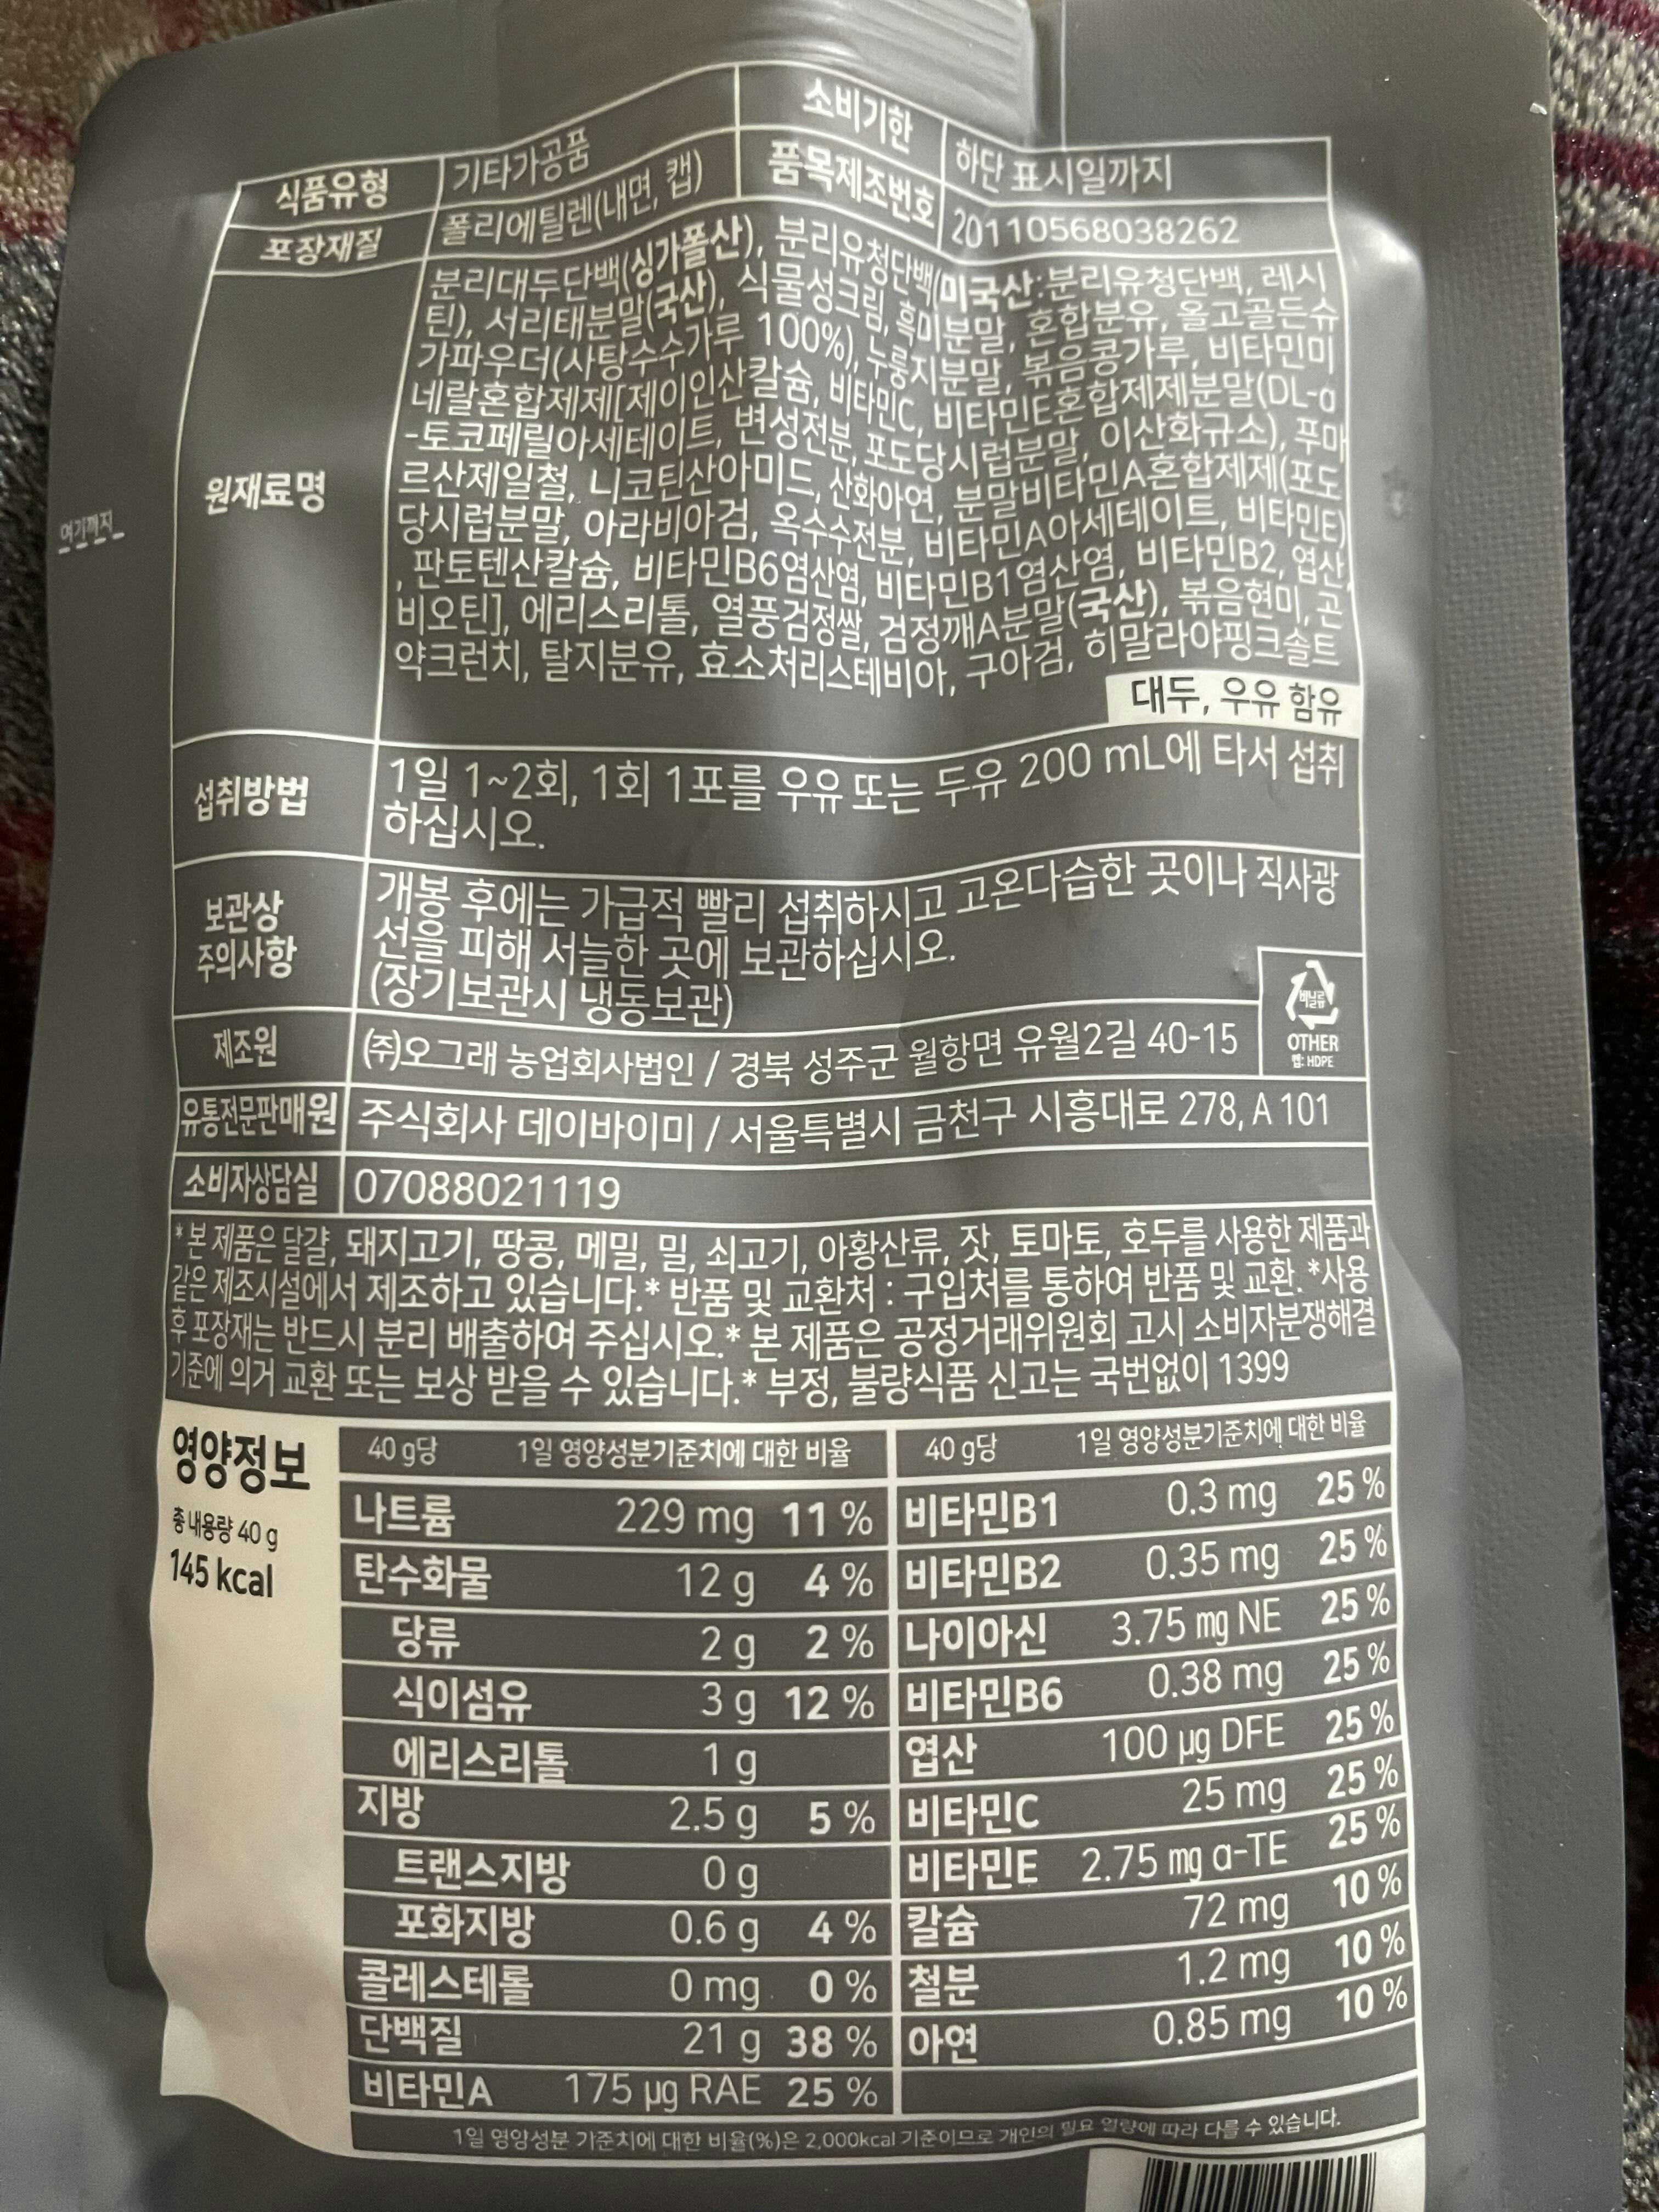 식품유형 기타가공품 소비기한 하단 표시일까지
포장재질 폴리에틸렌(내면, 캡) 품목제조번호 20110568038262
원재료명
분리대두단백(싱가폴산), 분리유청단백(미국산:분리유청단백, 레시
틴), 서리태분말(국산), 식물성크림, 흑미분말, 혼합분유, 올고골든슈
가파우더(사탕수수가루 100%), 누룽지분말, 볶음콩가루, 비타민미
네랄혼합제제[제이인산칼슘, 비타민C, 비타민E혼합제제분말(DL-α
-토코페릴아세테이트, 변성전분, 포도당시럽분말, 이산화규소), 푸마
르산제일철, 니코틴산아미드, 산화아연, 분말비타민A혼합제제(포도
당시럽분말, 아라비아검, 옥수수전분, 비타민A아세테이트, 비타민E)
, 판토텐산칼슘, 비타민B6염산염, 비타민B1염산염, 비타민B2, 엽산,
비오틴], 에리스리톨, 열풍검정쌀, 검정깨A분말(국산), 볶음현미, 곤
약크런치, 탈지분유, 효소처리스테비아, 구아검, 히말라야핑크솔트
대두, 우유 함유
여기까지
섭취방법
1일 1~2회, 1회 1포를 우유 또는 두유 200 mL에 타서 섭취
하십시오.
보관상
주의사항
개봉 후에는 가급적 빨리 섭취하시고 고온다습한 곳이나 직사광
선을 피해 서늘한 곳에 보관하십시오.
(장기보관시 냉동보관)
비닐류
OTHER
캡: HDPE
제조원 (주)오그래 농업회사법인 / 경북 성주군 월항면 유월2길 40-15
유통전문판매원 주식회사 데이바이미 / 서울특별시 금천구 시흥대로 278, A 101
소비자상담실 07088021119
*본 제품은 달걀, 돼지고기, 땅콩, 메밀, 밀, 쇠고기, 아황산류, 잣, 토마토, 호두를 사용한 제품과
같은 제조시설에서 제조하고 있습니다.* 반품 및 교환처 : 구입처를 통하여 반품 및 교환.*사용
후 포장재는 반드시 분리 배출하여 주십시오.* 본 제품은 공정거래위원회 고시 소비자분쟁해결
기준에 의거 교환 또는 보상 받을 수 있습니다.* 부정, 불량식품 신고는 국번없이 1399
영양정보
총 내용량 40 g
145 kcal
40 g당 1일 영양성분기준치에 대한 비율
나트륨 229 mg 11 %
탄수화물 12 g 4 %
당류 2 g 2 %
식이섬유 3 g 12 %
에리스리톨 1 g
지방 2.5 g 5 %
트랜스지방 0 g
포화지방 0.6 g 4 %
콜레스테롤 0 mg 0 %
단백질 21 g 38 %
비타민A 175 µg RAE 25 %
40 g당 1일 영양성분기준치에 대한 비율
비타민B1 0.3 mg 25 %
비타민B2 0.35 mg 25 %
나이아신 3.75 mg NE 25 %
비타민B6 0.38 mg 25 %
엽산 100 µg DFE 25 %
비타민C 25 mg 25 %
비타민E 2.75 mg α-TE 25 %
칼슘 72 mg 10 %
철분 1.2 mg 10 %
아연 0.85 mg 10 %
1일 영양성분 기준치에 대한 비율(%)은 2,000kcal 기준이므로 개인의 필요 열량에 따라 다를 수 있습니다.